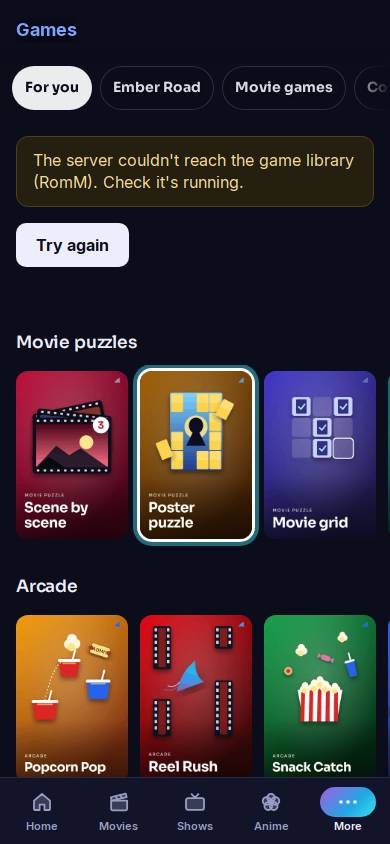 Games
For you
Ember Road
Movie games
Co
The server couldn't reach the game library
(RomM). Check it's running.
Try again
Movie puzzles
3
MOVIE PUZZLE
Scene by
scene
MOVIE PUZZLE
Poster
puzzle
MOVIE PUZZLE
Movie grid
Arcade
ARCADE
Popcorn Pop
ARCADE
Reel Rush
ARCADE
Snack Catch
Home
Movies
Shows
Anime
More